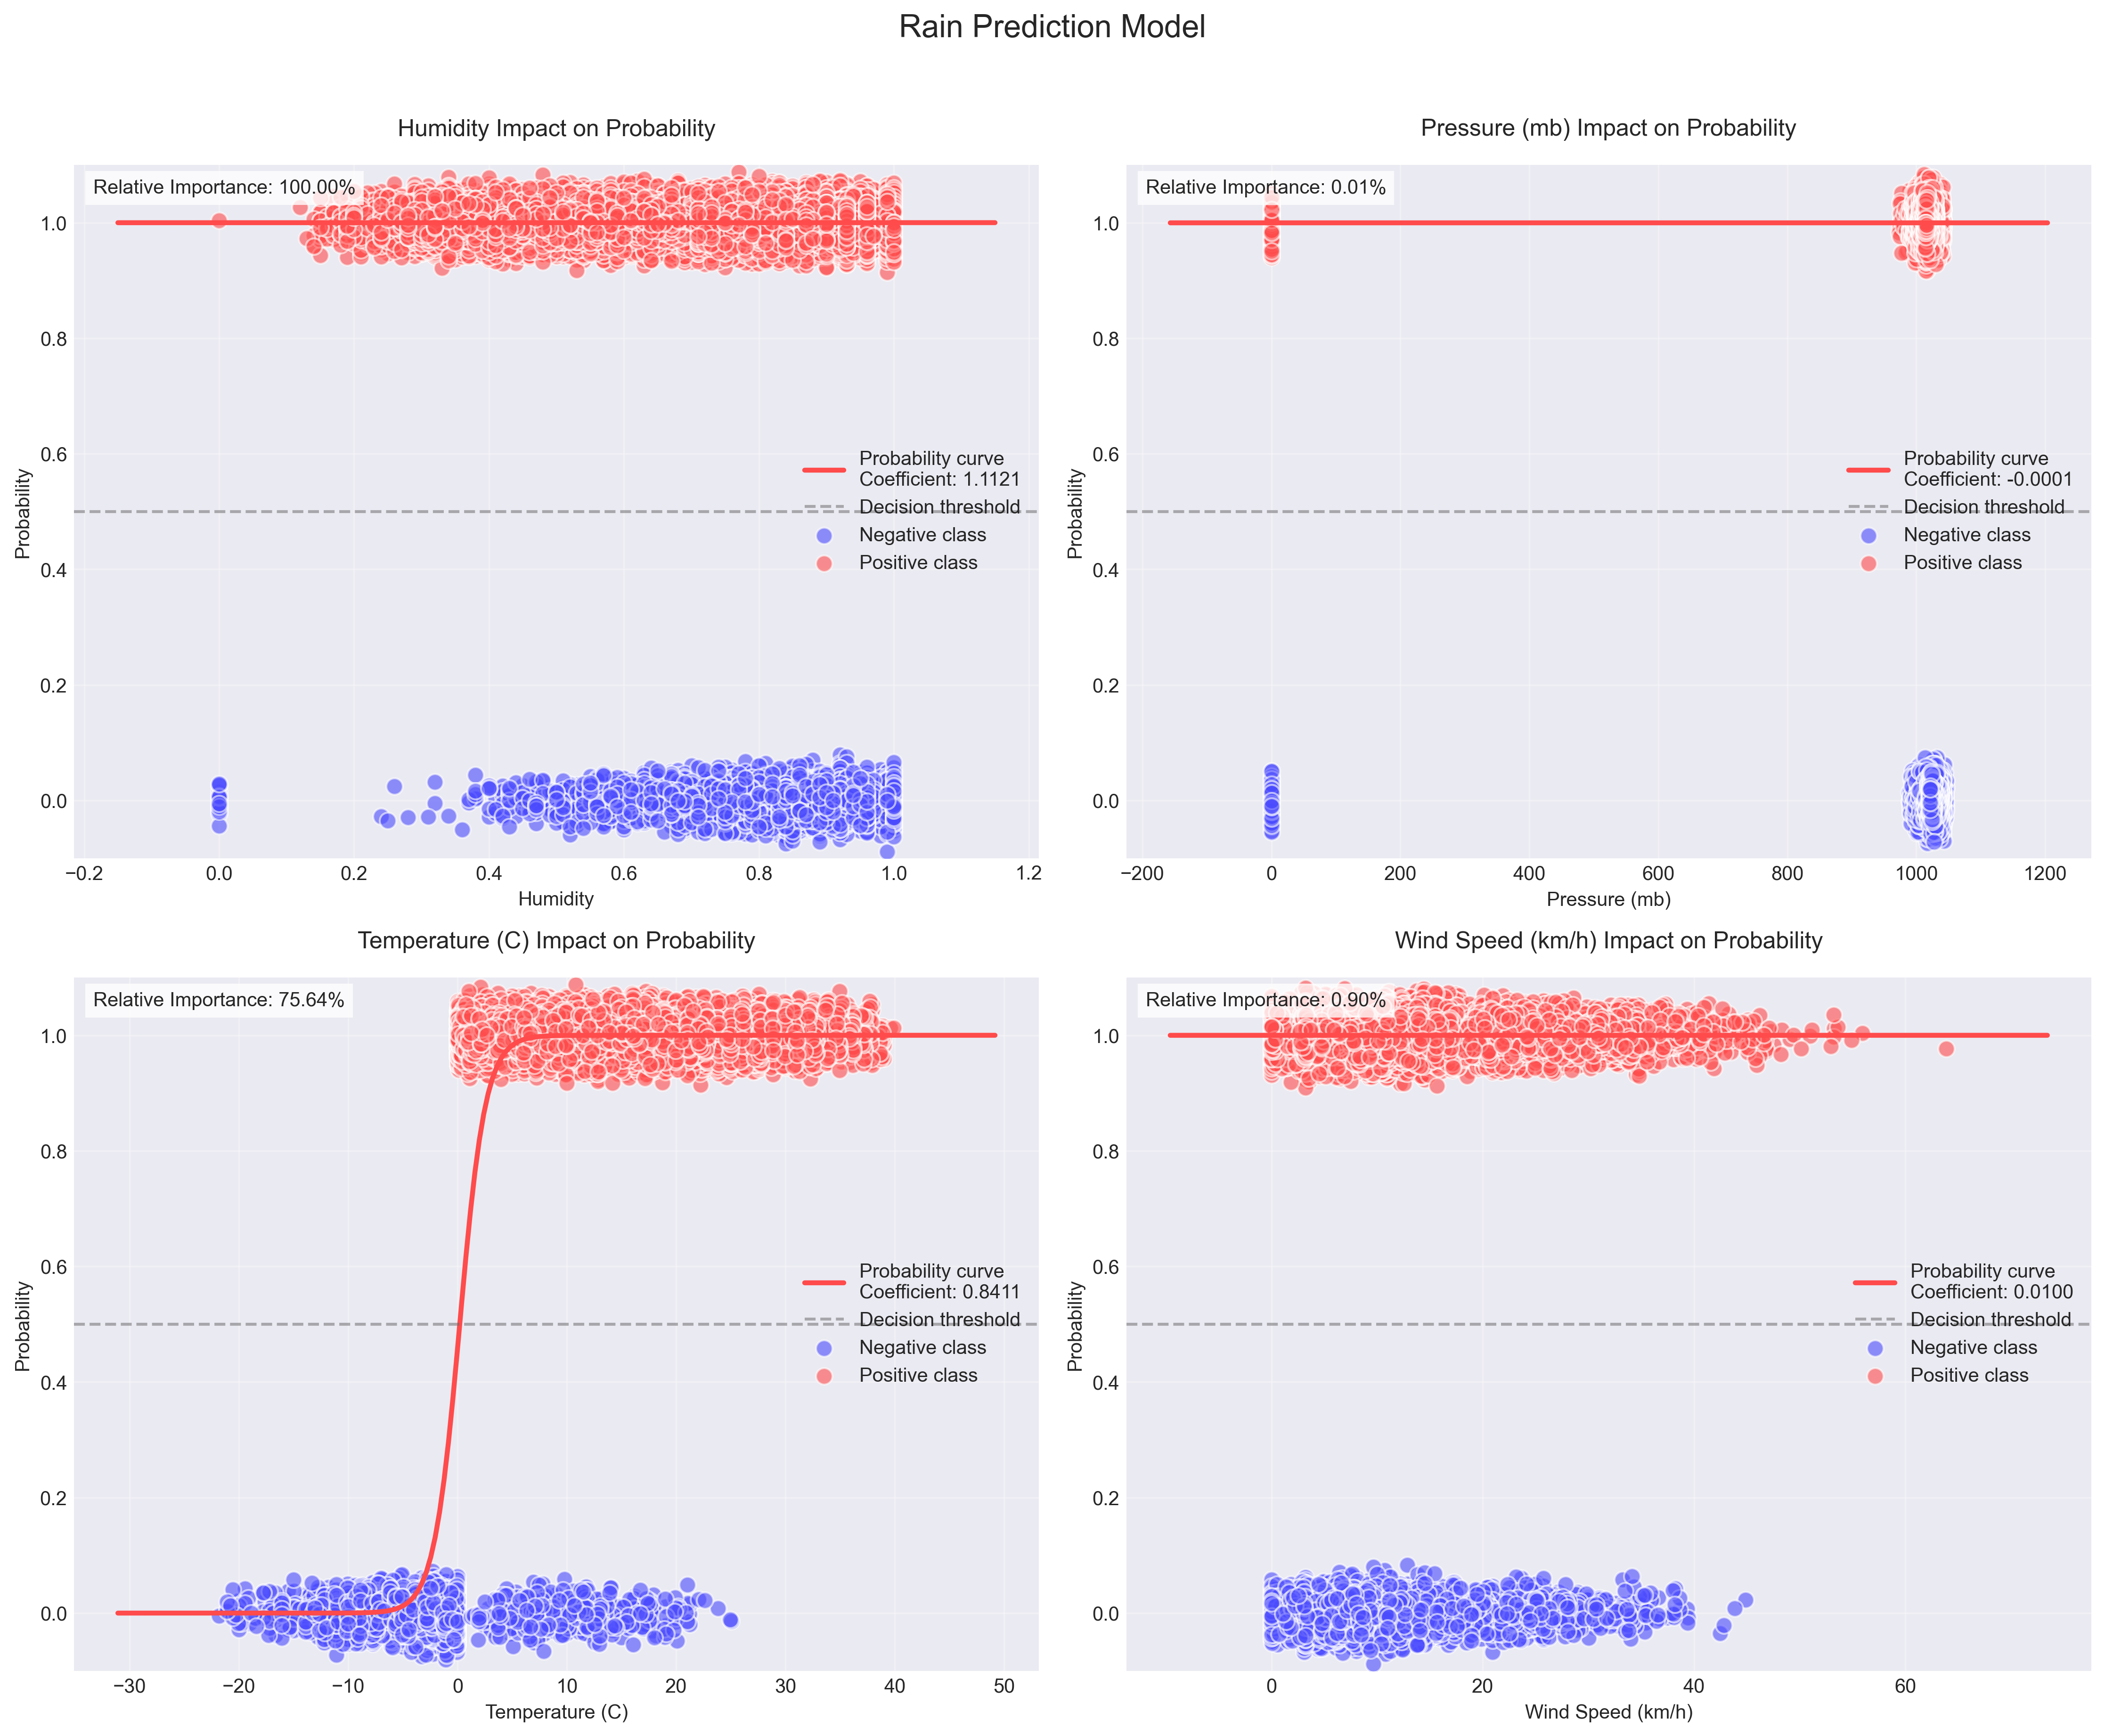 Rain Prediction Model
Humidity Impact on Probability
Relative Importance: 100.00%
1.0
0.8
0.6
0.4
0.2
0.0
Probability
Probability curve
Coefficient: 1.1121
Decision threshold
Negative class
Positive class
−0.2 0.0 0.2 0.4 0.6 0.8 1.0 1.2
Humidity
Pressure (mb) Impact on Probability
Relative Importance: 0.01%
1.0
0.8
0.6
0.4
0.2
0.0
Probability
Probability curve
Coefficient: -0.0001
Decision threshold
Negative class
Positive class
−200 0 200 400 600 800 1000 1200
Pressure (mb)
Temperature (C) Impact on Probability
Relative Importance: 75.64%
1.0
0.8
0.6
0.4
0.2
0.0
Probability
Probability curve
Coefficient: 0.8411
Decision threshold
Negative class
Positive class
−30 −20 −10 0 10 20 30 40 50
Temperature (C)
Wind Speed (km/h) Impact on Probability
Relative Importance: 0.90%
1.0
0.8
0.6
0.4
0.2
0.0
Probability
Probability curve
Coefficient: 0.0100
Decision threshold
Negative class
Positive class
0 20 40 60
Wind Speed (km/h)